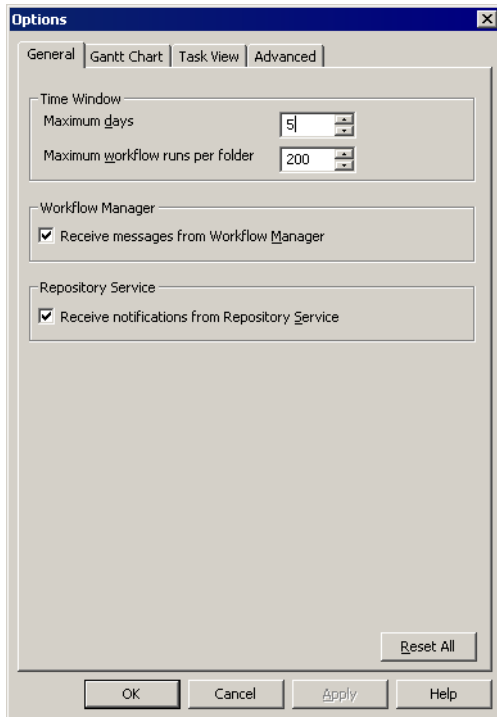 Options
General Gantt Chart Task View Advanced
Time Window
Maximum days 5
Maximum workflow runs per folder 200
Workflow Manager
Receive messages from Workflow Manager
Repository Service
Receive notifications from Repository Service
Reset All
OK Cancel Apply Help